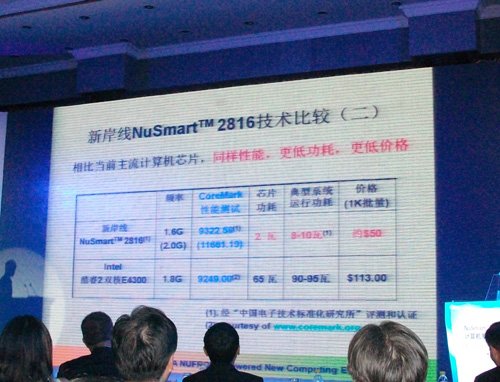 新岸线NuSmart™ 2816技术比较（二）
相比当前主流计算机芯片，同样性能，更低功耗，更低价格
频率 CoreMark 性能测试 芯片功耗 典型系统运行功耗 价格 (1K批量)
新岸线 NuSmart™ 2816(1) 1.6G (2.0G) 9322.50(1) (11661.19) 2 瓦 8-10瓦(1) 约$50
Intel 酷睿2 双核E4300 1.8G 9249.00(2) 65 瓦 90-95瓦 $113.00
(1). 经“中国电子技术标准化研究所”评测和认证
(2) courtesy of www.coremark.org
A NUFRO
ered New Computing E